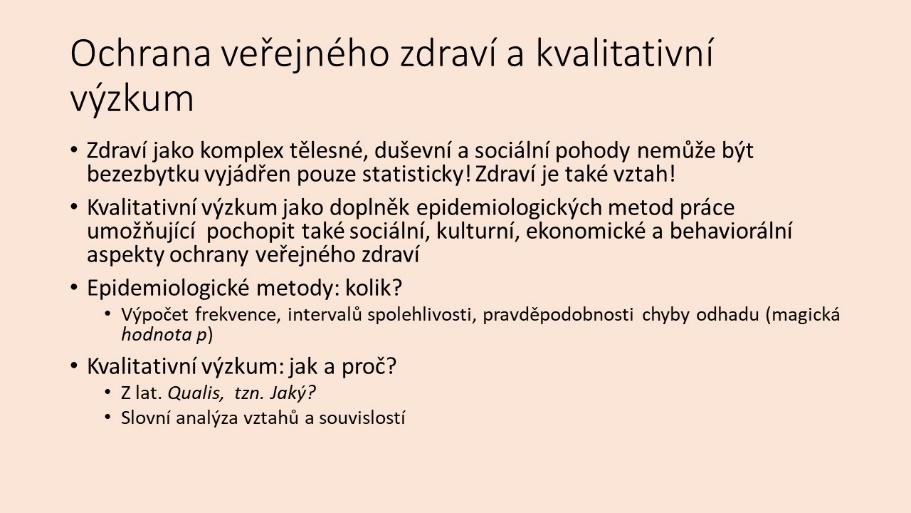 Ochrana veřejného zdraví a kvalitativní
výzkum
• Zdraví jako komplex tělesné, duševní a sociální pohody nemůže být
bezezbytku vyjádřen pouze statisticky! Zdraví je také vztah!
• Kvalitativní výzkum jako doplněk epidemiologických metod práce
umožňující  pochopit také sociální, kulturní, ekonomické a behaviorální
aspekty ochrany veřejného zdraví
• Epidemiologické metody: kolik?
• Výpočet frekvence, intervalů spolehlivosti, pravděpodobnosti chyby odhadu (magická
hodnota p)
• Kvalitativní výzkum: jak a proč?
• Z lat. Qualis,  tzn. Jaký?
• Slovní analýza vztahů a souvislostí